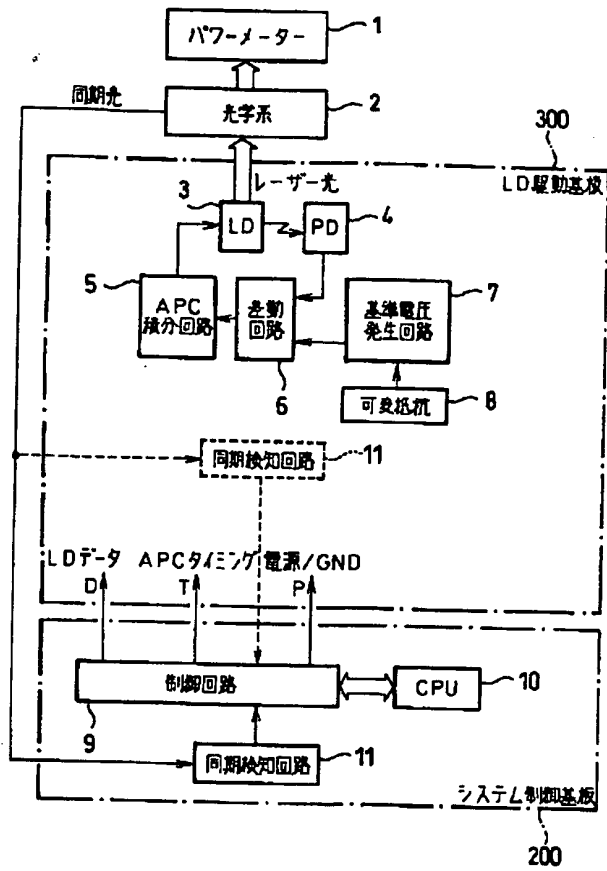 パワーメーター
1
同期光
光学系
2
300
LD駆動基板
レーザー光
3
LD
PD
4
5
APC
積分回路
差動
回路
6
基準電圧
発生回路
7
可変抵抗
8
同期検知回路
11
LDデータ
APCタイミング
電源/GND
D
T
P
制御回路
9
CPU
10
同期検知回路
11
システム制御基板
200